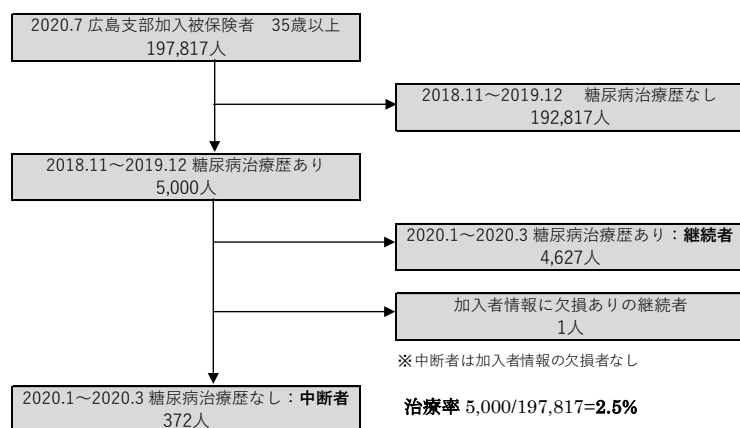 2020.7 広島支部加入被保険者　35歳以上
197,817人
2018.11～2019.12　糖尿病治療歴なし
192,817人
2018.11～2019.12 糖尿病治療歴あり
5,000人
2020.1～2020.3 糖尿病治療歴あり：継続者
4,627人
加入者情報に欠損ありの継続者
1人
※中断者は加入者情報の欠損者なし
2020.1～2020.3 糖尿病治療歴なし：中断者
372人
治療率 5,000/197,817=2.5%